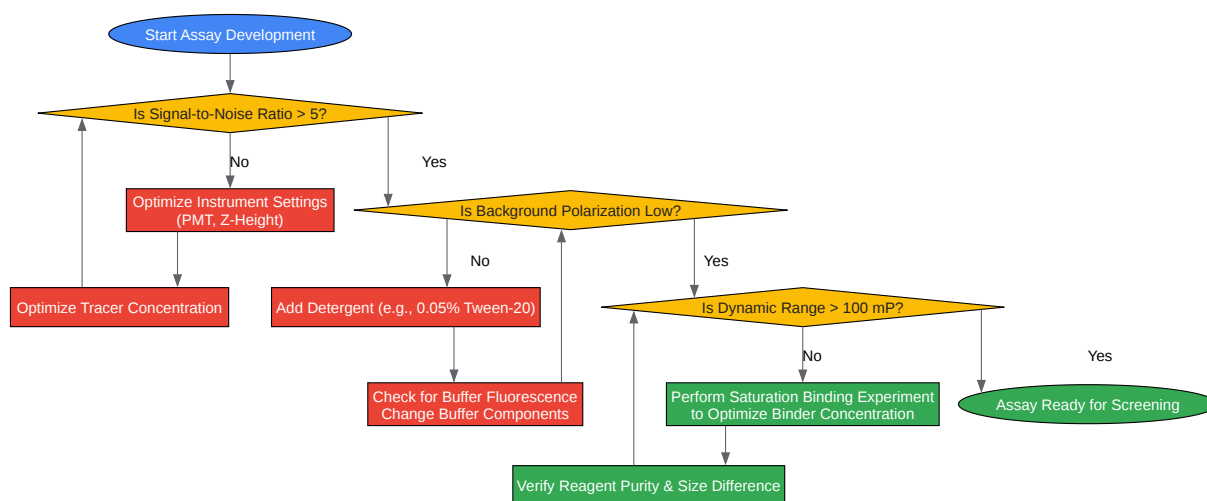 Start Assay Development
Is Signal-to-Noise Ratio > 5?
No
Yes
Optimize Instrument Settings
(PMT, Z-Height)
Is Background Polarization Low?
No
Yes
Optimize Tracer Concentration
Add Detergent (e.g., 0.05% Tween-20)
Is Dynamic Range > 100 mP?
No
Yes
Check for Buffer Fluorescence
Change Buffer Components
Perform Saturation Binding Experiment
to Optimize Binder Concentration
Assay Ready for Screening
Verify Reagent Purity & Size Difference